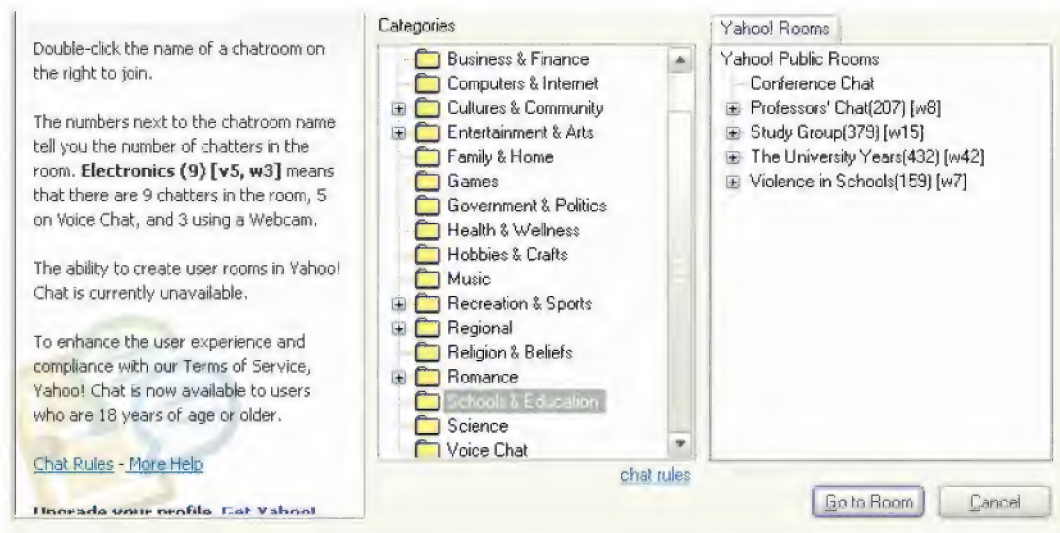 Double-click the name of a chatroom on
the right to join.
The numbers next to the chatroom name
tell you the number of chatters in the
room. Electronics (9) [v5, w3] means
that there are 9 chatters in the room, 5
on Voice Chat, and 3 using a Webcam.
The ability to create user rooms in Yahoo!
Chat is currently unavailable.
To enhance the user experience and
compliance with our Terms of Service,
Yahoo! Chat is now available to users
who are 18 years of age or older.
Chat Rules - More Help
Upgrade your profile. Get Yahoo!
Categories
Business & Finance
Computers & Internet
Cultures & Community
Entertainment & Arts
Family & Home
Games
Government & Politics
Health & Wellness
Hobbies & Crafts
Music
Recreation & Sports
Regional
Religion & Beliefs
Romance
Schools & Education
Science
Voice Chat
chat rules
Yahoo! Rooms
Yahoo! Public Rooms
Conference Chat
Professors' Chat(207) [w8]
Study Group(379) [w15]
The University Years(432) [w42]
Violence in Schools(159) [w7]
Go to Room
Cancel